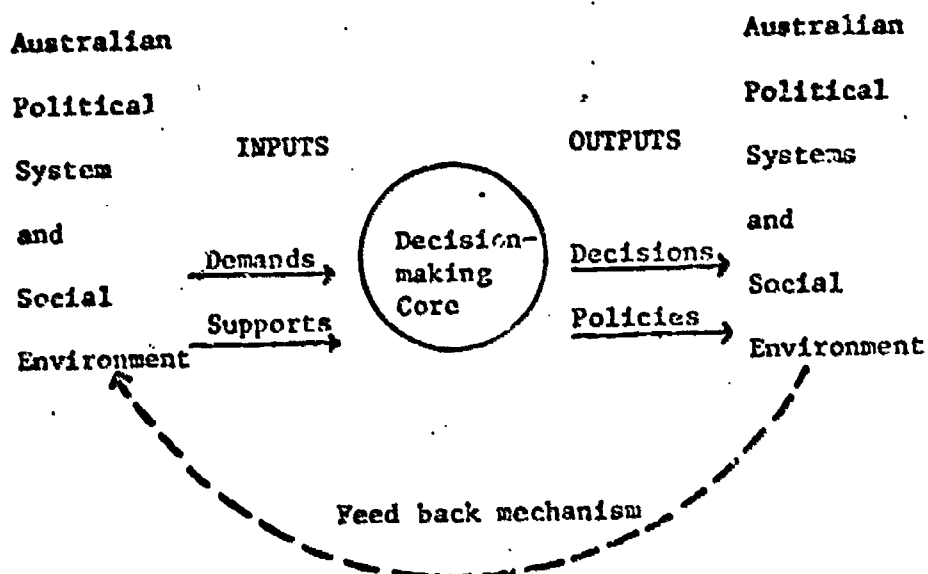 Australian
Political
System
and
Social
Environment
INPUTS
Demands
Supports
Decision-
making
Core
OUTPUTS
Decisions
Policies
Australian
Political
Systems
and
Social
Environment
Feed back mechanism